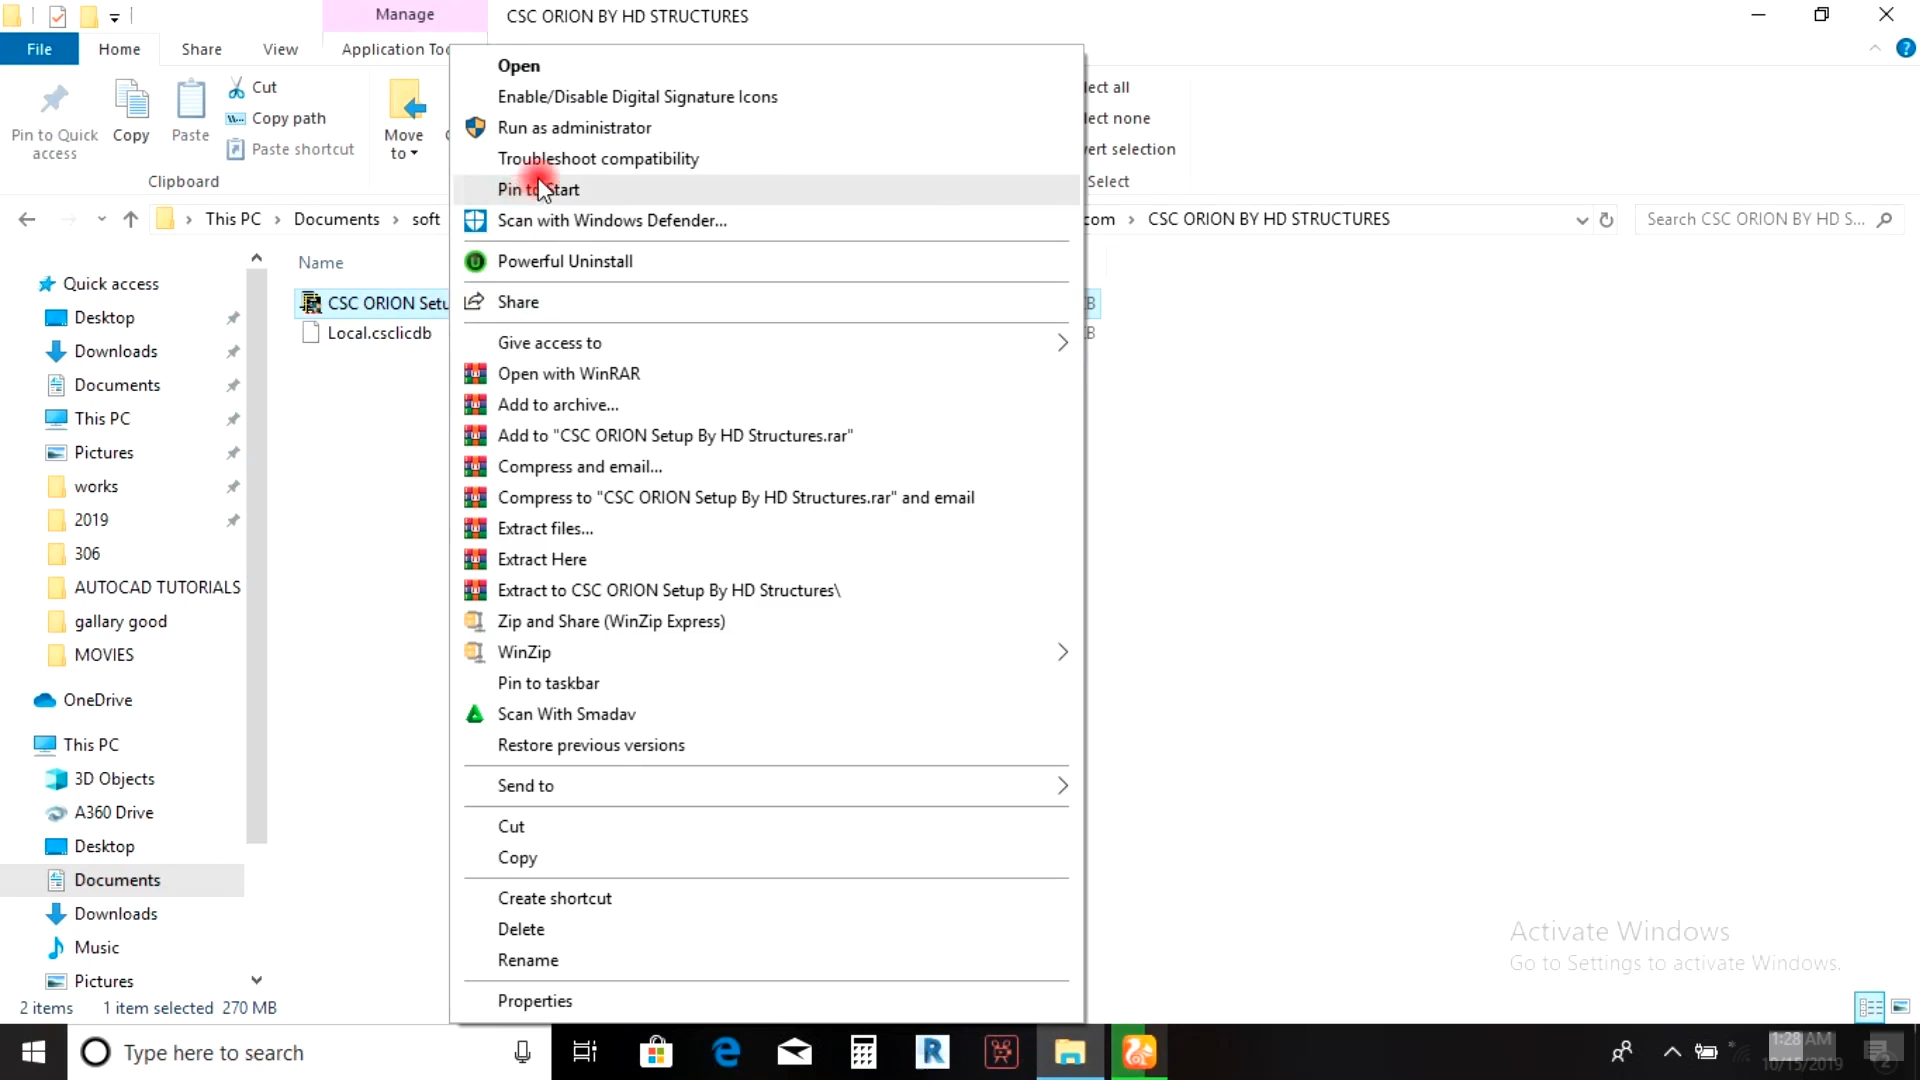 Manage
CSC ORION BY HD STRUCTURES
File
Home
Share
View
Application Too
Pin to Quick access
Copy
Paste
Cut
Copy path
Paste shortcut
Move to
Clipboard
lect all
lect none
vert selection
Select
This PC > Documents > soft
com > CSC ORION BY HD STRUCTURES
Search CSC ORION BY HD S...
Name
CSC ORION Setu
Local.csclicdb
B
B
Quick access
Desktop
Downloads
Documents
This PC
Pictures
works
2019
306
AUTOCAD TUTORIALS
gallary good
MOVIES
OneDrive
This PC
3D Objects
A360 Drive
Desktop
Documents
Downloads
Music
Pictures
Open
Enable/Disable Digital Signature Icons
Run as administrator
Troubleshoot compatibility
Pin to Start
Scan with Windows Defender...
Powerful Uninstall
Share
Give access to
Open with WinRAR
Add to archive...
Add to "CSC ORION Setup By HD Structures.rar"
Compress and email...
Compress to "CSC ORION Setup By HD Structures.rar" and email
Extract files...
Extract Here
Extract to CSC ORION Setup By HD Structures\
Zip and Share (WinZip Express)
WinZip
Pin to taskbar
Scan With Smadav
Restore previous versions
Send to
Cut
Copy
Create shortcut
Delete
Rename
Properties
Activate Windows
Go to Settings to activate Windows.
2 items 1 item selected 270 MB
Type here to search
1:28 AM
10/15/2019
2